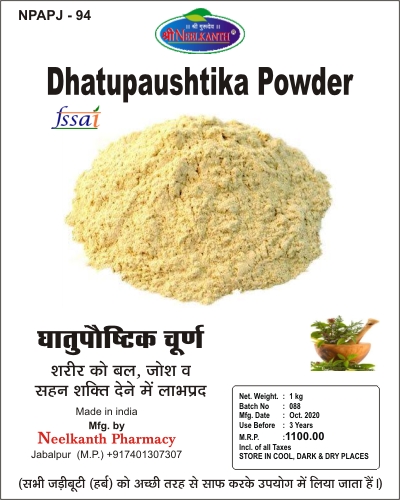 NPAPJ - 94
॥ श्री गुरुदेव ॥
श्री NEELKANTH
Dhatupaushtika Powder
fssai
धातुपौष्टिक चूर्ण
शरीर को बल, जोश व
सहन शक्ति देने में लाभप्रद
Made in india
Mfg. by
Neelkanth Pharmacy
Jabalpur (M.P.) +917401307307
Net. Weight. : 1 kg
Batch No : 088
Mfg. Date : Oct. 2020
Use Before : 3 Years
M.R.P. :1100.00
Incl. of all Taxes
STORE IN COOL, DARK & DRY PLACES
(सभी जड़ीबूटी (हर्ब) को अच्छी तरह से साफ करके उपयोग में लिया जाता हैं।)